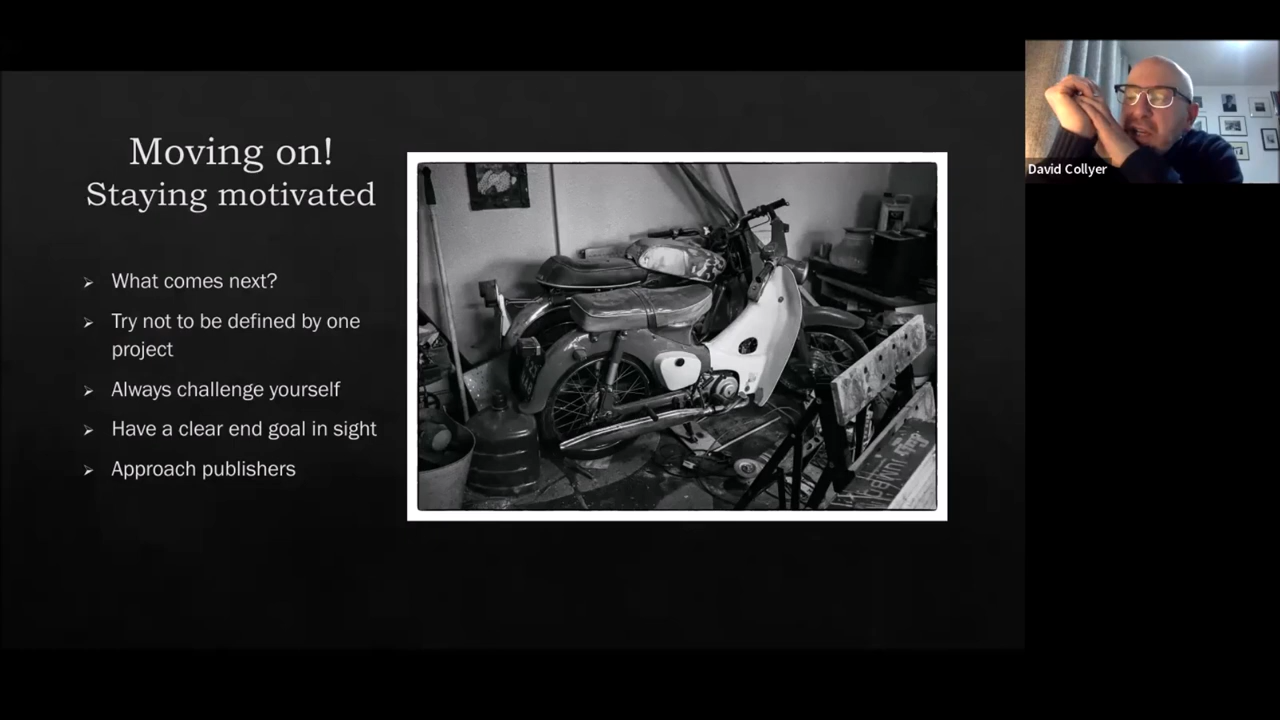 Moving on!
Staying motivated
What comes next?
Try not to be defined by one
project
Always challenge yourself
Have a clear end goal in sight
Approach publishers
David Collyer